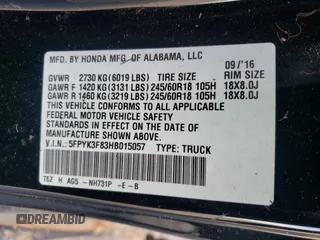 MFD. BY HONDA MFG. OF ALABAMA, LLC
09/'16
GVWR 2730 KG (6019 LBS) TIRE SIZE RIM SIZE
GAWR F 1420 KG (3131 LBS) 245/60R18 105H 18X8.0J
GAWR R 1460 KG (3219 LBS) 245/60R18 105H 18X8.0J
THIS VEHICLE CONFORMS TO ALL APPLICABLE
FEDERAL MOTOR VEHICLE SAFETY STANDARDS
IN EFFECT ON THE DATE OF MANUFACTURE
SHOWN ABOVE.
V.I.N.: 5FPYK3F83HB015057 TYPE: TRUCK
T6Z H AG5 -NH731P -E -B
DREAMBID